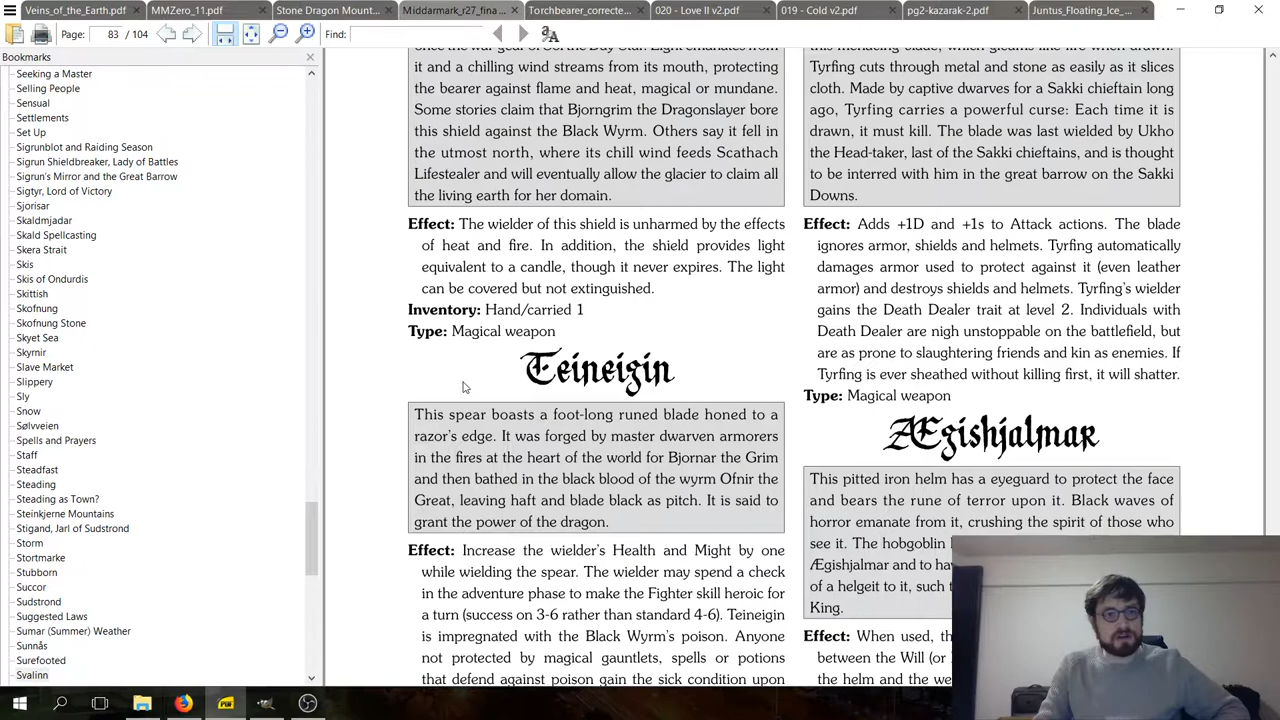 Veins_of_the_Earth.pdf
MMZero_11.pdf
Stone Dragon Mount...
Middarmark_r27_fina
Torchbearer_correcte...
020 - Love II v2.pdf
019 - Cold v2.pdf
pg2-kazarak-2.pdf
Juntus_Floating_Ice_...
Page: 83 / 104
Find:
Bookmarks
Seeking a Master
Selling People
Sensual
Settlements
Set Up
Sigrunblot and Raiding Season
Sigrun Shieldbreaker, Lady of Battles
Sigrun's Mirror and the Great Barrow
Sigtyr, Lord of Victory
Sjorisar
Skaldmjadar
Skald Spellcasting
Skera Strait
Skis
Skis of Ondurdis
Skittish
Skofnung
Skofnung Stone
Skyet Sea
Skyrnir
Slave Market
Slippery
Sly
Snow
Sølvveien
Spells and Prayers
Staff
Steadfast
Steading
Steading as Town?
Steinkjerne Mountains
Stigand, Jarl of Sudstrond
Storm
Stortmarke
Stubborn
Succor
Sudstrond
Suggested Laws
Sumar (Summer) Weather
Sunnås
Surefooted
Svalinn
it and a chilling wind streams from its mouth, protecting
the bearer against flame and heat, magical or mundane.
Some stories claim that Bjorngrim the Dragonslayer bore
this shield against the Black Wyrm. Others say it fell in
the utmost north, where its chill wind feeds Scathach
Lifestealer and will eventually allow the glacier to claim all
the living earth for her domain.
Effect: The wielder of this shield is unharmed by the effects
of heat and fire. In addition, the shield provides light
equivalent to a candle, though it never expires. The light
can be covered but not extinguished.
Inventory: Hand/carried 1
Type: Magical weapon
Teineigin
This spear boasts a foot-long runed blade honed to a
razor's edge. It was forged by master dwarven armorers
in the fires at the heart of the world for Bjornar the Grim
and then bathed in the black blood of the wyrm Ofnir the
Great, leaving haft and blade black as pitch. It is said to
grant the power of the dragon.
Effect: Increase the wielder's Health and Might by one
while wielding the spear. The wielder may spend a check
in the adventure phase to make the Fighter skill heroic for
a turn (success on 3-6 rather than standard 4-6). Teineigin
is impregnated with the Black Wyrm's poison. Anyone
not protected by magical gauntlets, spells or potions
that defend against poison gain the sick condition upon
this menacing blade, which gleams like fire when drawn.
Tyrfing cuts through metal and stone as easily as it slices
cloth. Made by captive dwarves for a Sakki chieftain long
ago, Tyrfing carries a powerful curse: Each time it is
drawn, it must kill. The blade was last wielded by Ukho
the Head-taker, last of the Sakki chieftains, and is thought
to be interred with him in the great barrow on the Sakki
Downs.
Effect: Adds +1D and +1s to Attack actions. The blade
ignores armor, shields and helmets. Tyrfing automatically
damages armor used to protect against it (even leather
armor) and destroys shields and helmets. Tyrfing's wielder
gains the Death Dealer trait at level 2. Individuals with
Death Dealer are nigh unstoppable on the battlefield, but
are as prone to slaughtering friends and kin as enemies. If
Tyrfing is ever sheathed without killing first, it will shatter.
Type: Magical weapon
Ægishjalmar
This pitted iron helm has a eyeguard to protect the face
and bears the rune of terror upon it. Black waves of
horror emanate from it, crushing the spirit of those who
see it. The hobgoblin
Ægishjalmar and to ha
of a helgeit to it, such
King.
Effect: When used, th
between the Will (or
the helm and the we